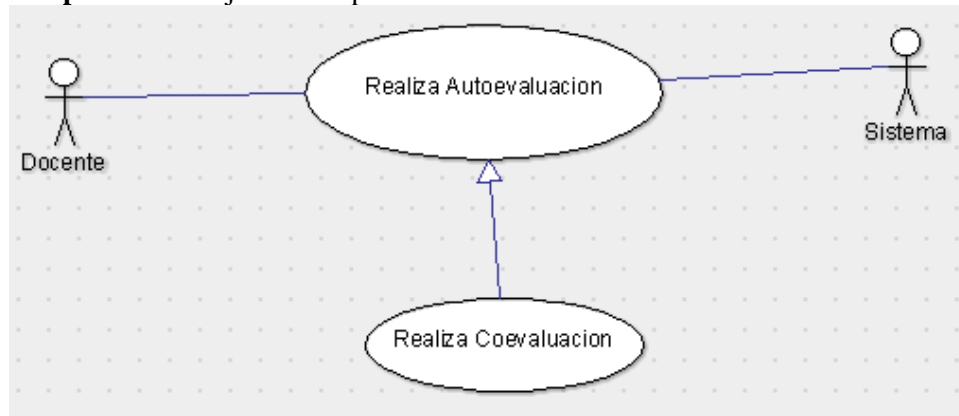 Realiza Autoevaluacion
Docente
Sistema
Realiza Coevaluacion